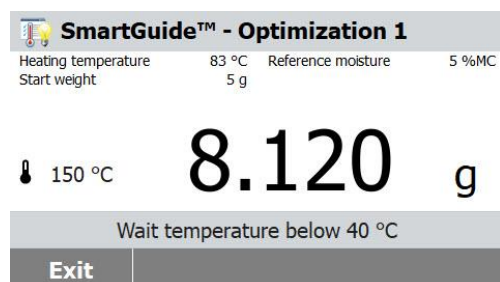 SmartGuide™ - Optimization 1
Heating temperature 83 °C Reference moisture 5 %MC
Start weight 5 g
150 °C 8.120 g
Wait temperature below 40 °C
Exit